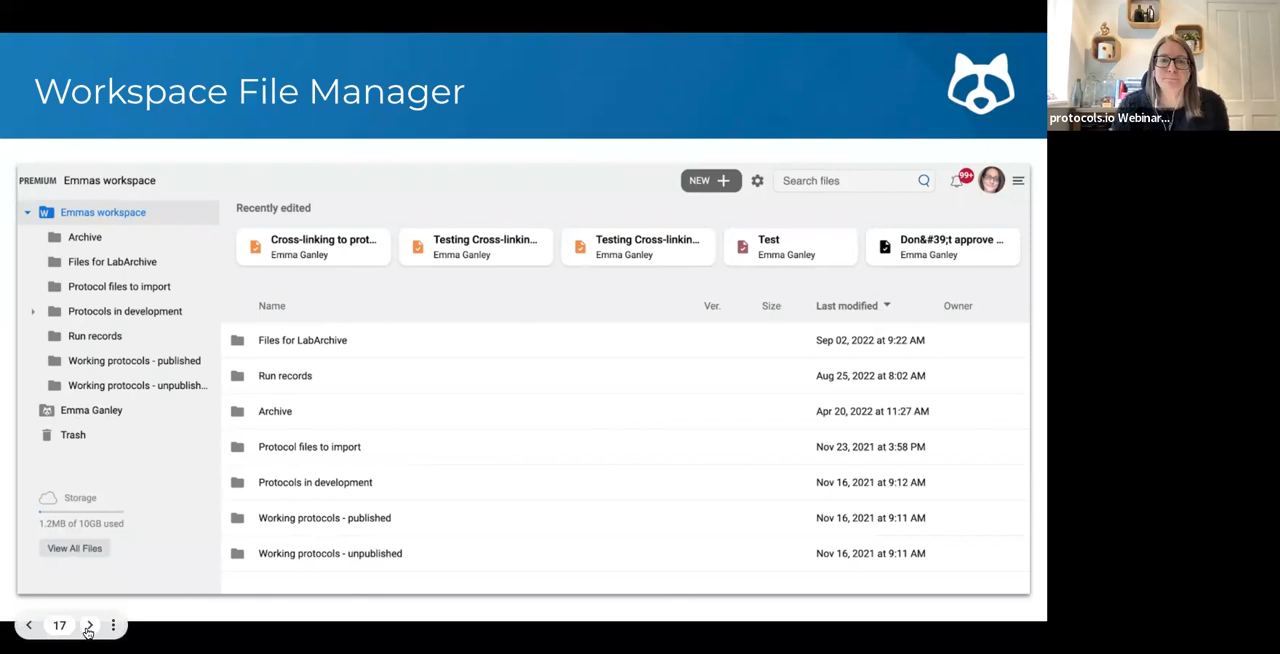 Workspace File Manager
protocols.io Webinar...
PREMIUM Emmas workspace
NEW
Search files
99+
W Emmas workspace
Archive
Files for LabArchive
Protocol files to import
Protocols in development
Run records
Working protocols - published
Working protocols - unpublish...
Emma Ganley
Trash
Storage
1.2MB of 10GB used
View All Files
Recently edited
Cross-linking to prot...
Emma Ganley
Testing Cross-linkin...
Emma Ganley
Testing Cross-linkin...
Emma Ganley
Test
Emma Ganley
Don&#39;t approve ...
Emma Ganley
Name Ver. Size Last modified Owner
Files for LabArchive Sep 02, 2022 at 9:22 AM
Run records Aug 25, 2022 at 8:02 AM
Archive Apr 20, 2022 at 11:27 AM
Protocol files to import Nov 23, 2021 at 3:58 PM
Protocols in development Nov 16, 2021 at 9:12 AM
Working protocols - published Nov 16, 2021 at 9:11 AM
Working protocols - unpublished Nov 16, 2021 at 9:11 AM
17